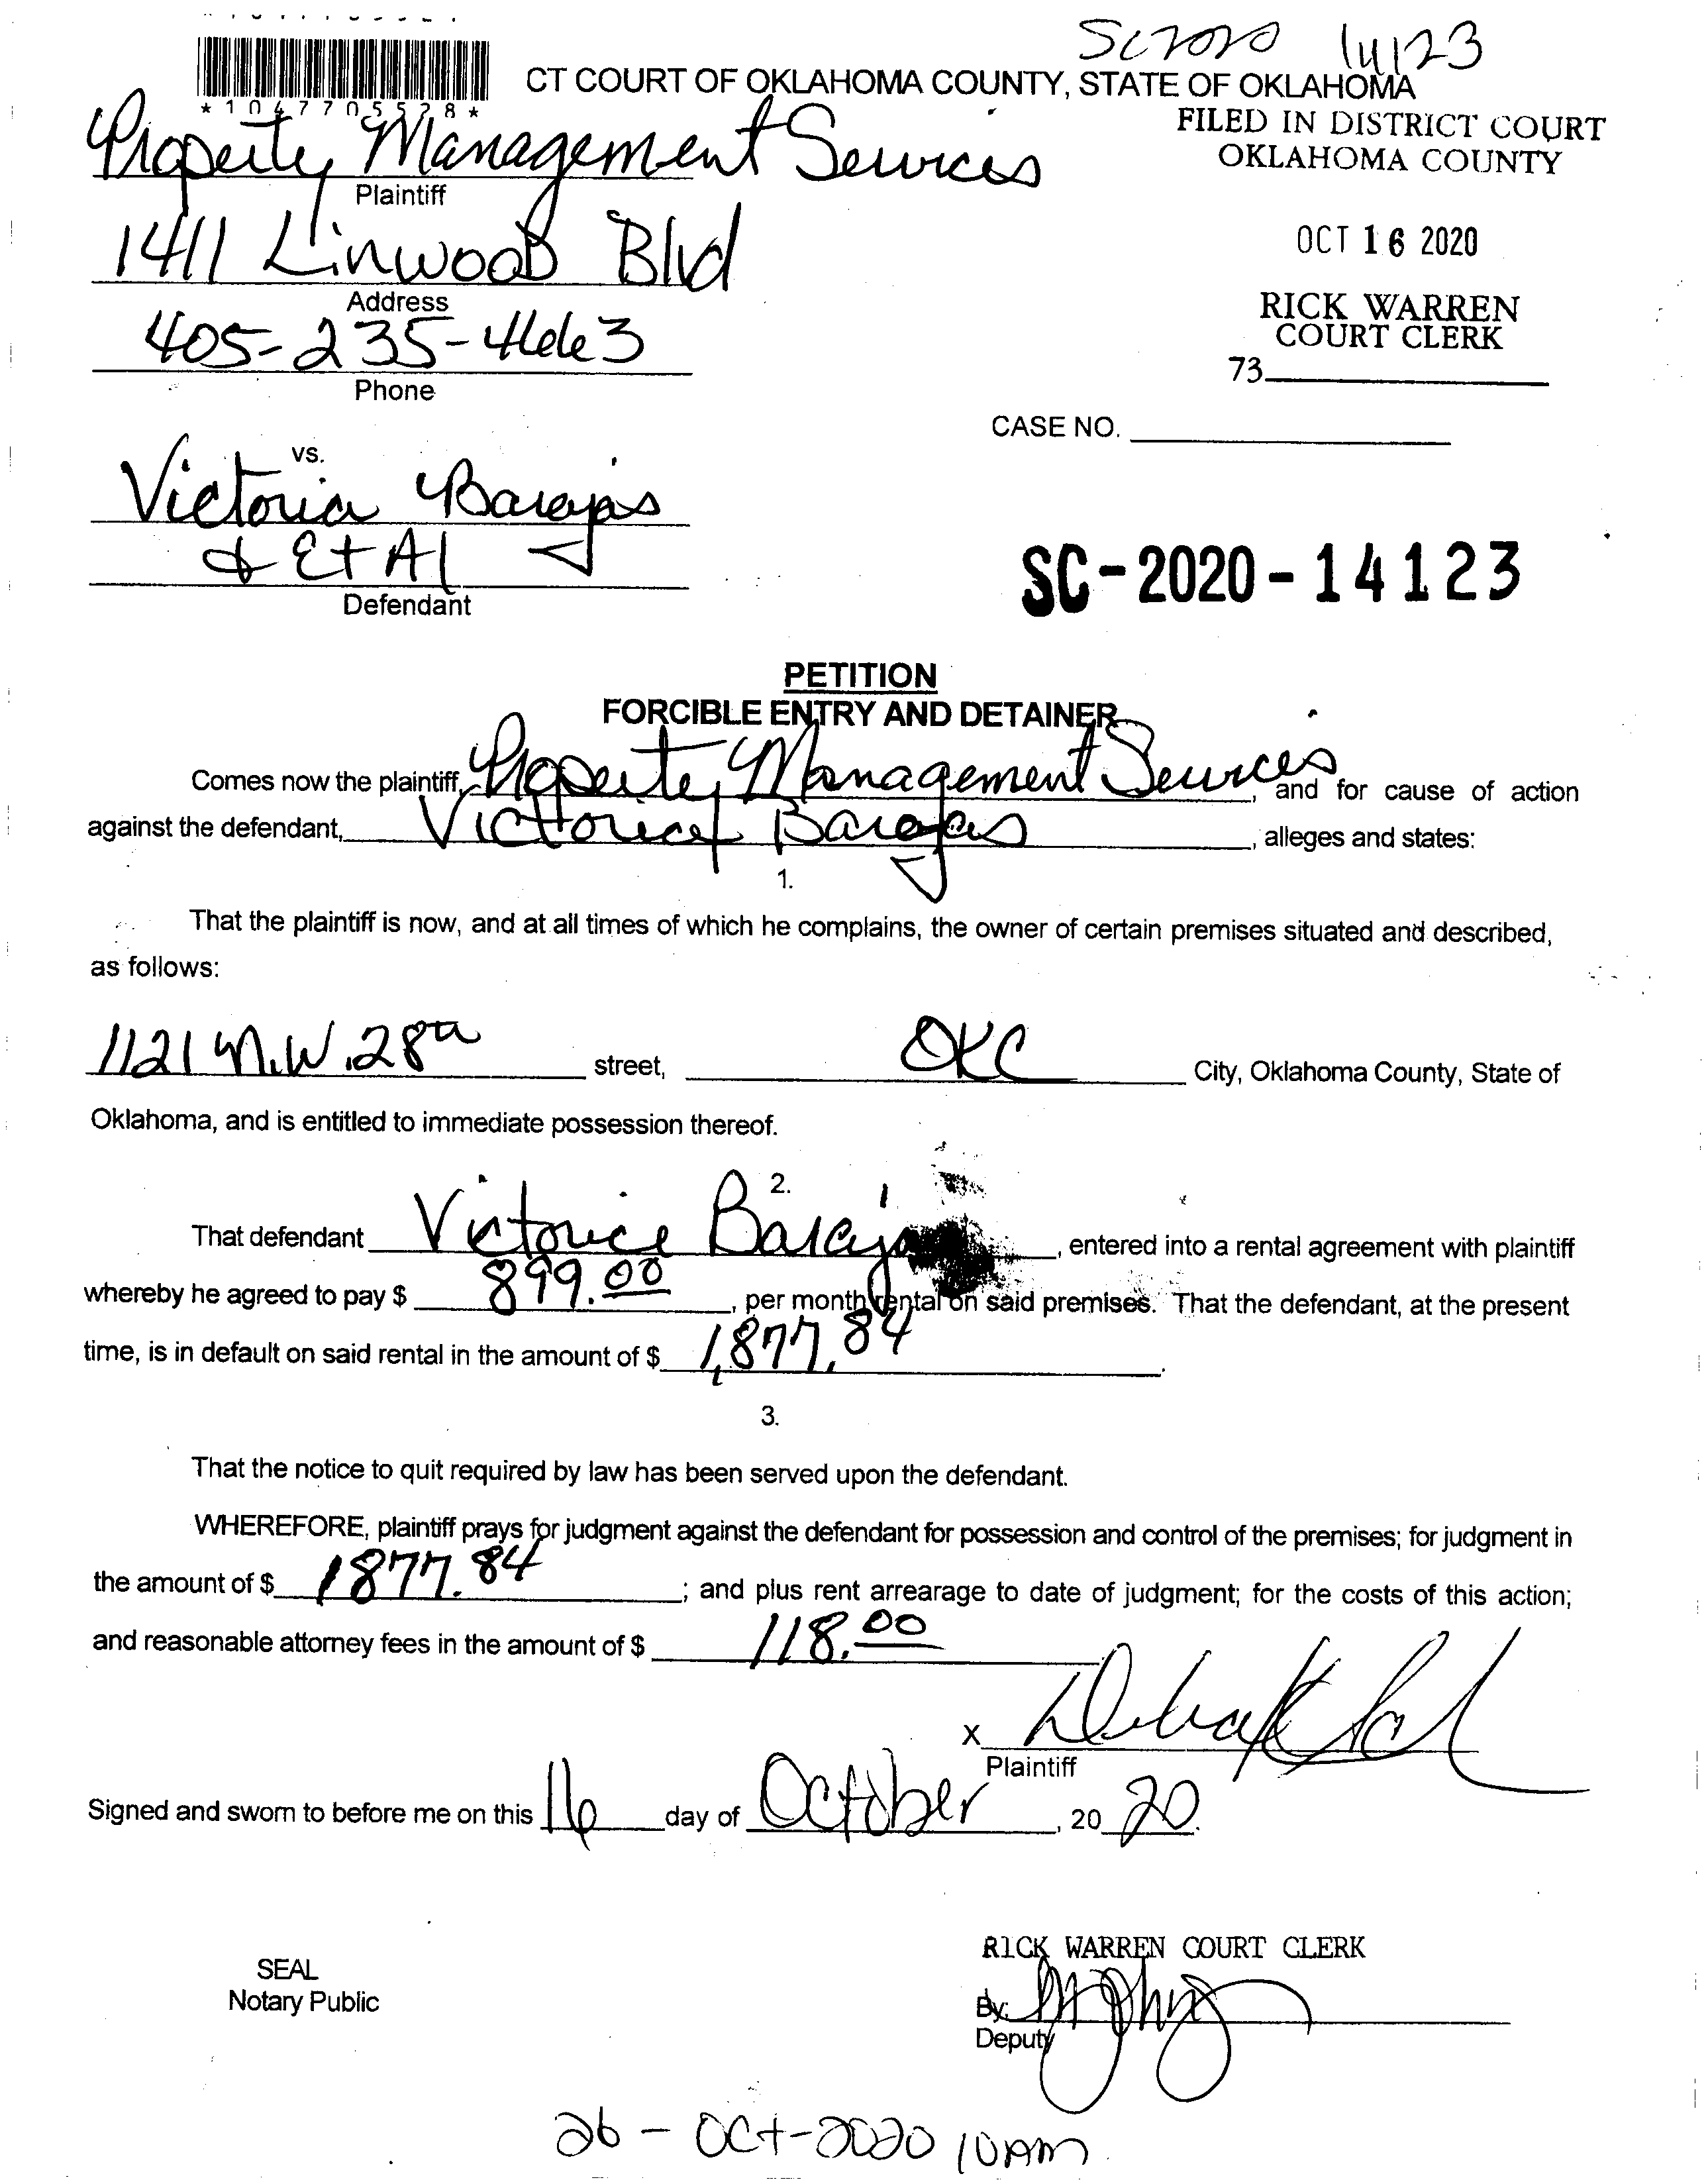 SC2020 14123
CT COURT OF OKLAHOMA COUNTY, STATE OF OKLAHOMA
*1047705528*
FILED IN DISTRICT COURT
OKLAHOMA COUNTY
Property Management Services
Plaintiff
OCT 16 2020
1411 Linwood Blvd
Address
RICK WARREN
COURT CLERK
405-235-4663
Phone
73
CASE NO.
vs.
Victoria Barajas
& Et Al
Defendant
SC-2020-14123
PETITION
FORCIBLE ENTRY AND DETAINER
Comes now the plaintiff, Property Management Services, and for cause of action
against the defendant, Victoria Barajas, alleges and states:
1.
That the plaintiff is now, and at all times of which he complains, the owner of certain premises situated and described,
as follows:
1121 N.W. 28th street, OKC City, Oklahoma County, State of
Oklahoma, and is entitled to immediate possession thereof.
2.
That defendant Victoria Baraja, entered into a rental agreement with plaintiff
whereby he agreed to pay $ 899.00, per month rental on said premises. That the defendant, at the present
time, is in default on said rental in the amount of $ 1,877.84.
3.
That the notice to quit required by law has been served upon the defendant.
WHEREFORE, plaintiff prays for judgment against the defendant for possession and control of the premises; for judgment in
the amount of $ 1877.84; and plus rent arrearage to date of judgment; for the costs of this action;
and reasonable attorney fees in the amount of $ 118.00
X
Plaintiff
Signed and sworn to before me on this 16 day of October, 2020.
RICK WARREN COURT CLERK
SEAL
Notary Public
By:
Deputy
26-Oct-2020 10AM